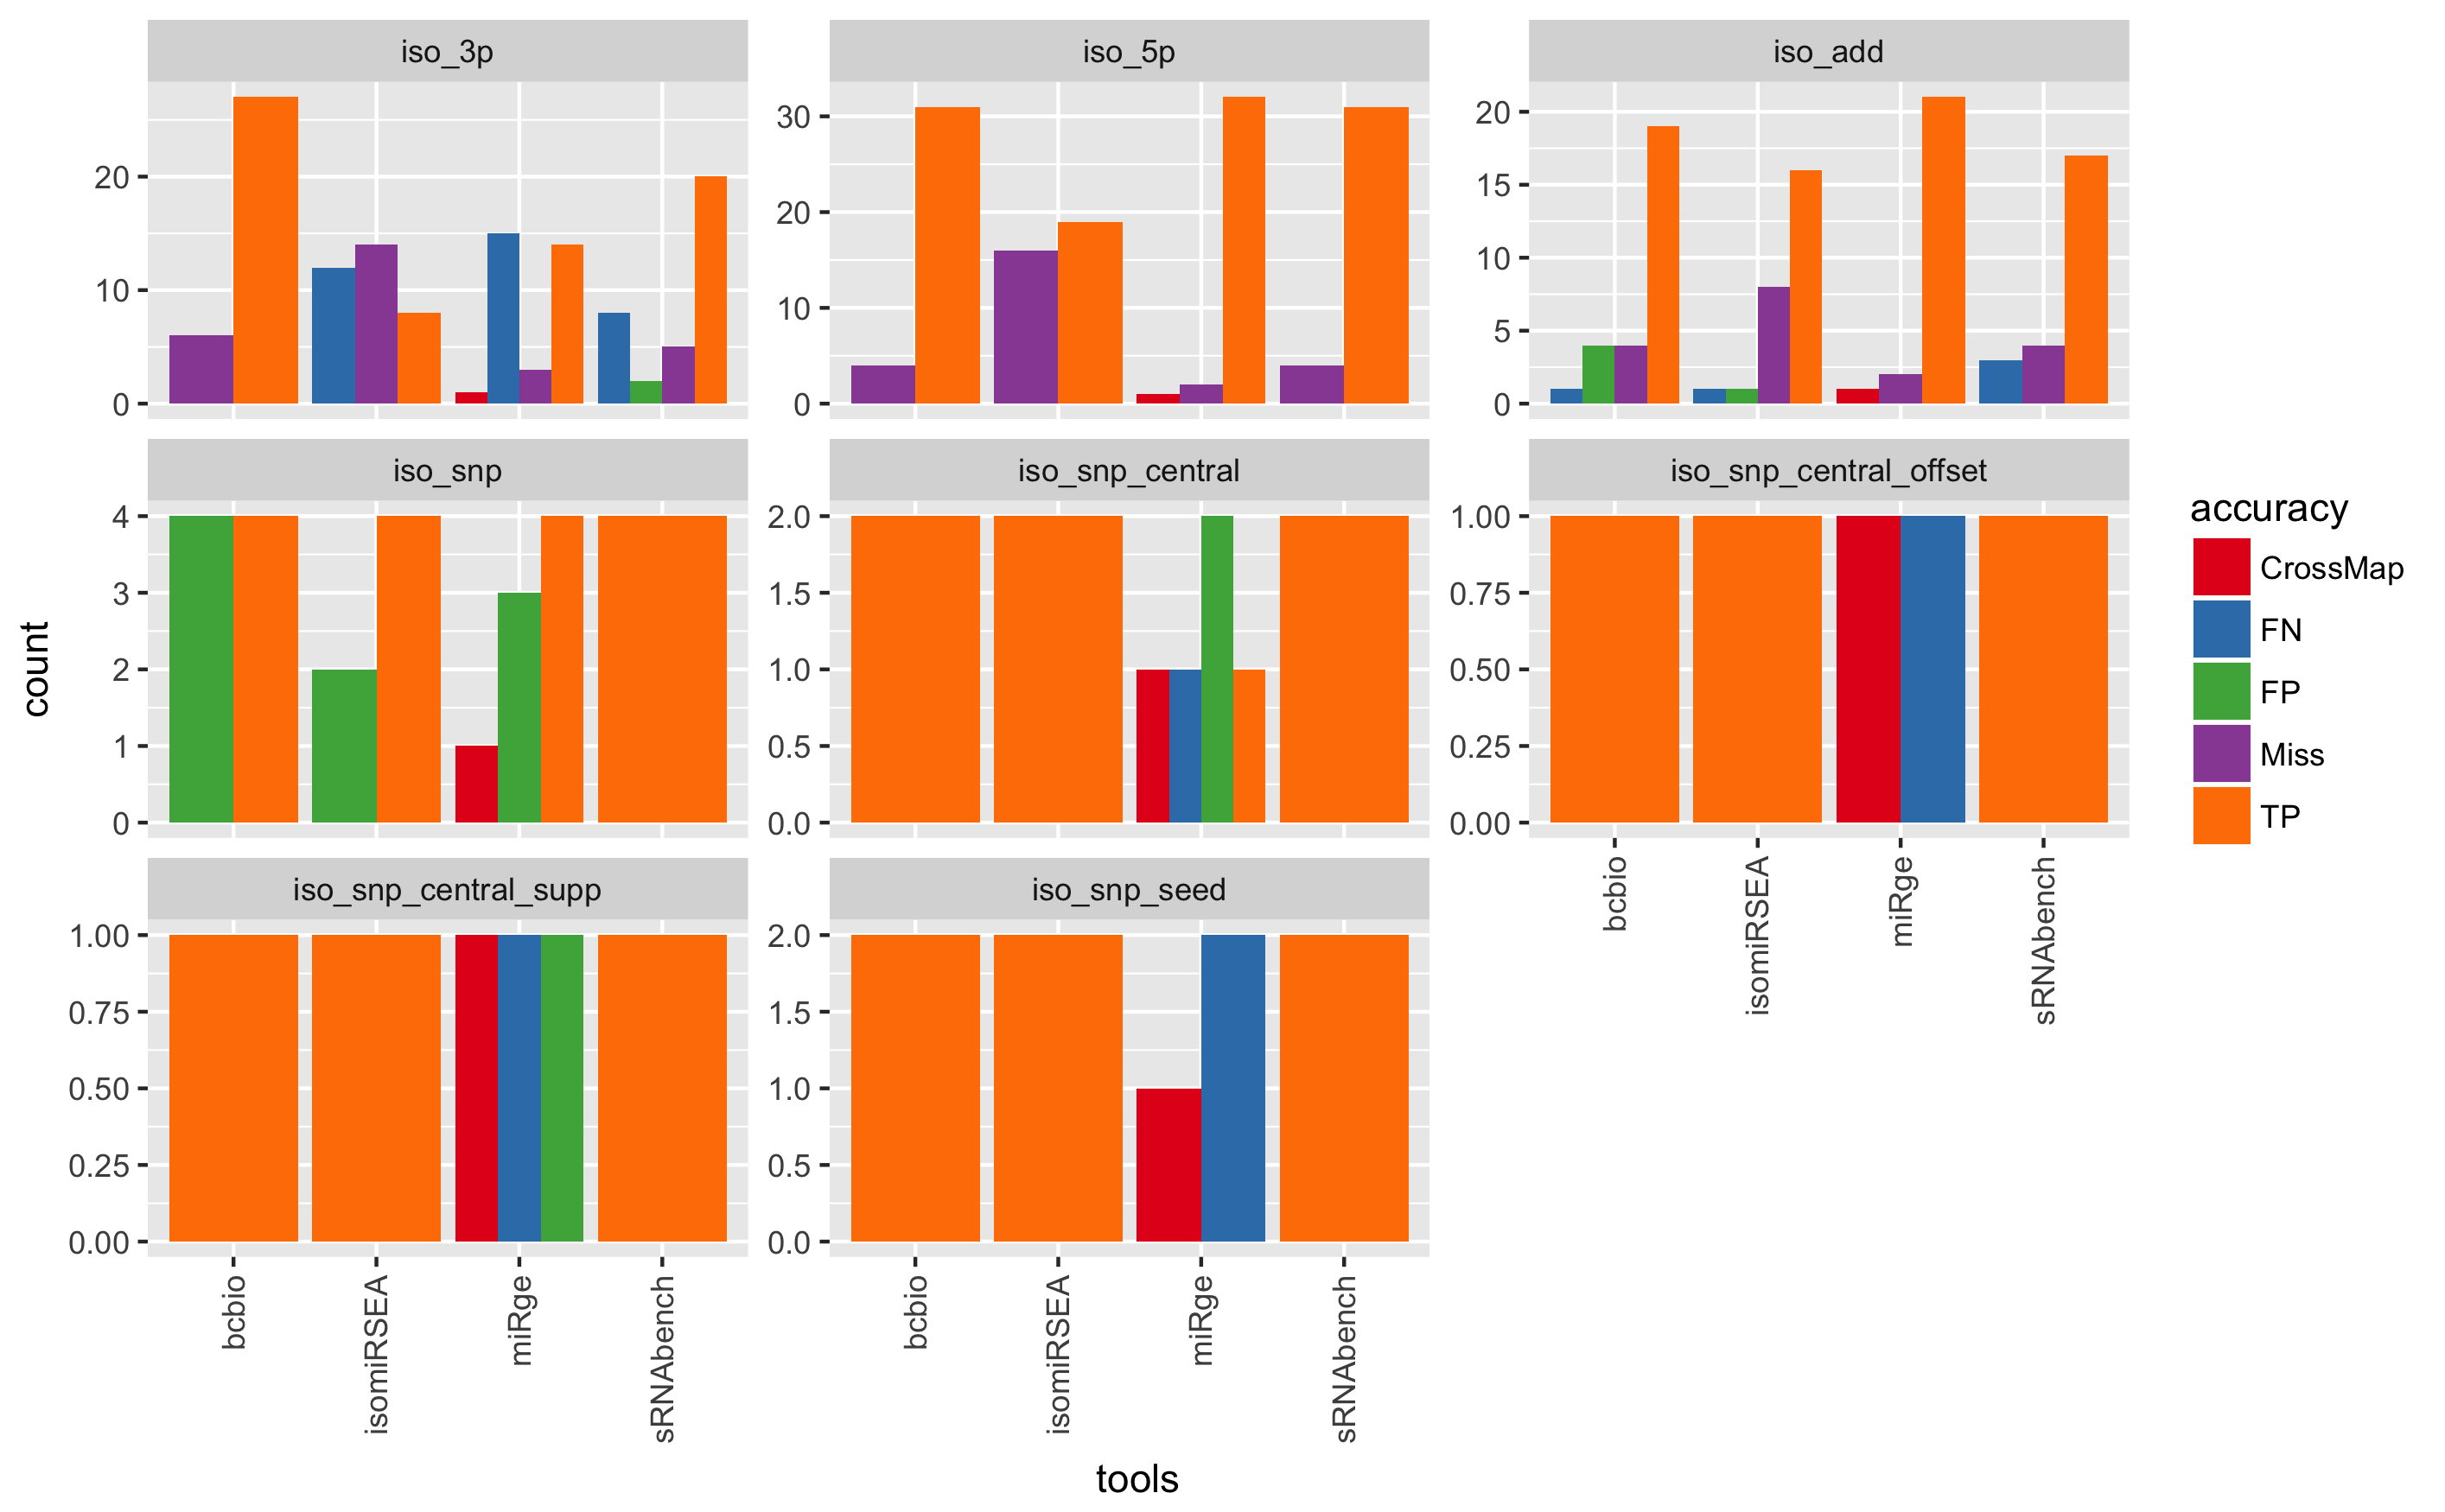 iso_3p
iso_5p
iso_add
20
10
0
30
20
10
0
20
15
10
5
0
iso_snp
iso_snp_central
iso_snp_central_offset
4
3
2
1
0
2.0
1.5
1.0
0.5
0.0
1.00
0.75
0.50
0.25
0.00
bcbio
isomiRSEA
miRge
sRNAbench
iso_snp_central_supp
iso_snp_seed
1.00
0.75
0.50
0.25
0.00
2.0
1.5
1.0
0.5
0.0
bcbio
isomiRSEA
miRge
sRNAbench
bcbio
isomiRSEA
miRge
sRNAbench
count
tools
accuracy
CrossMap
FN
FP
Miss
TP